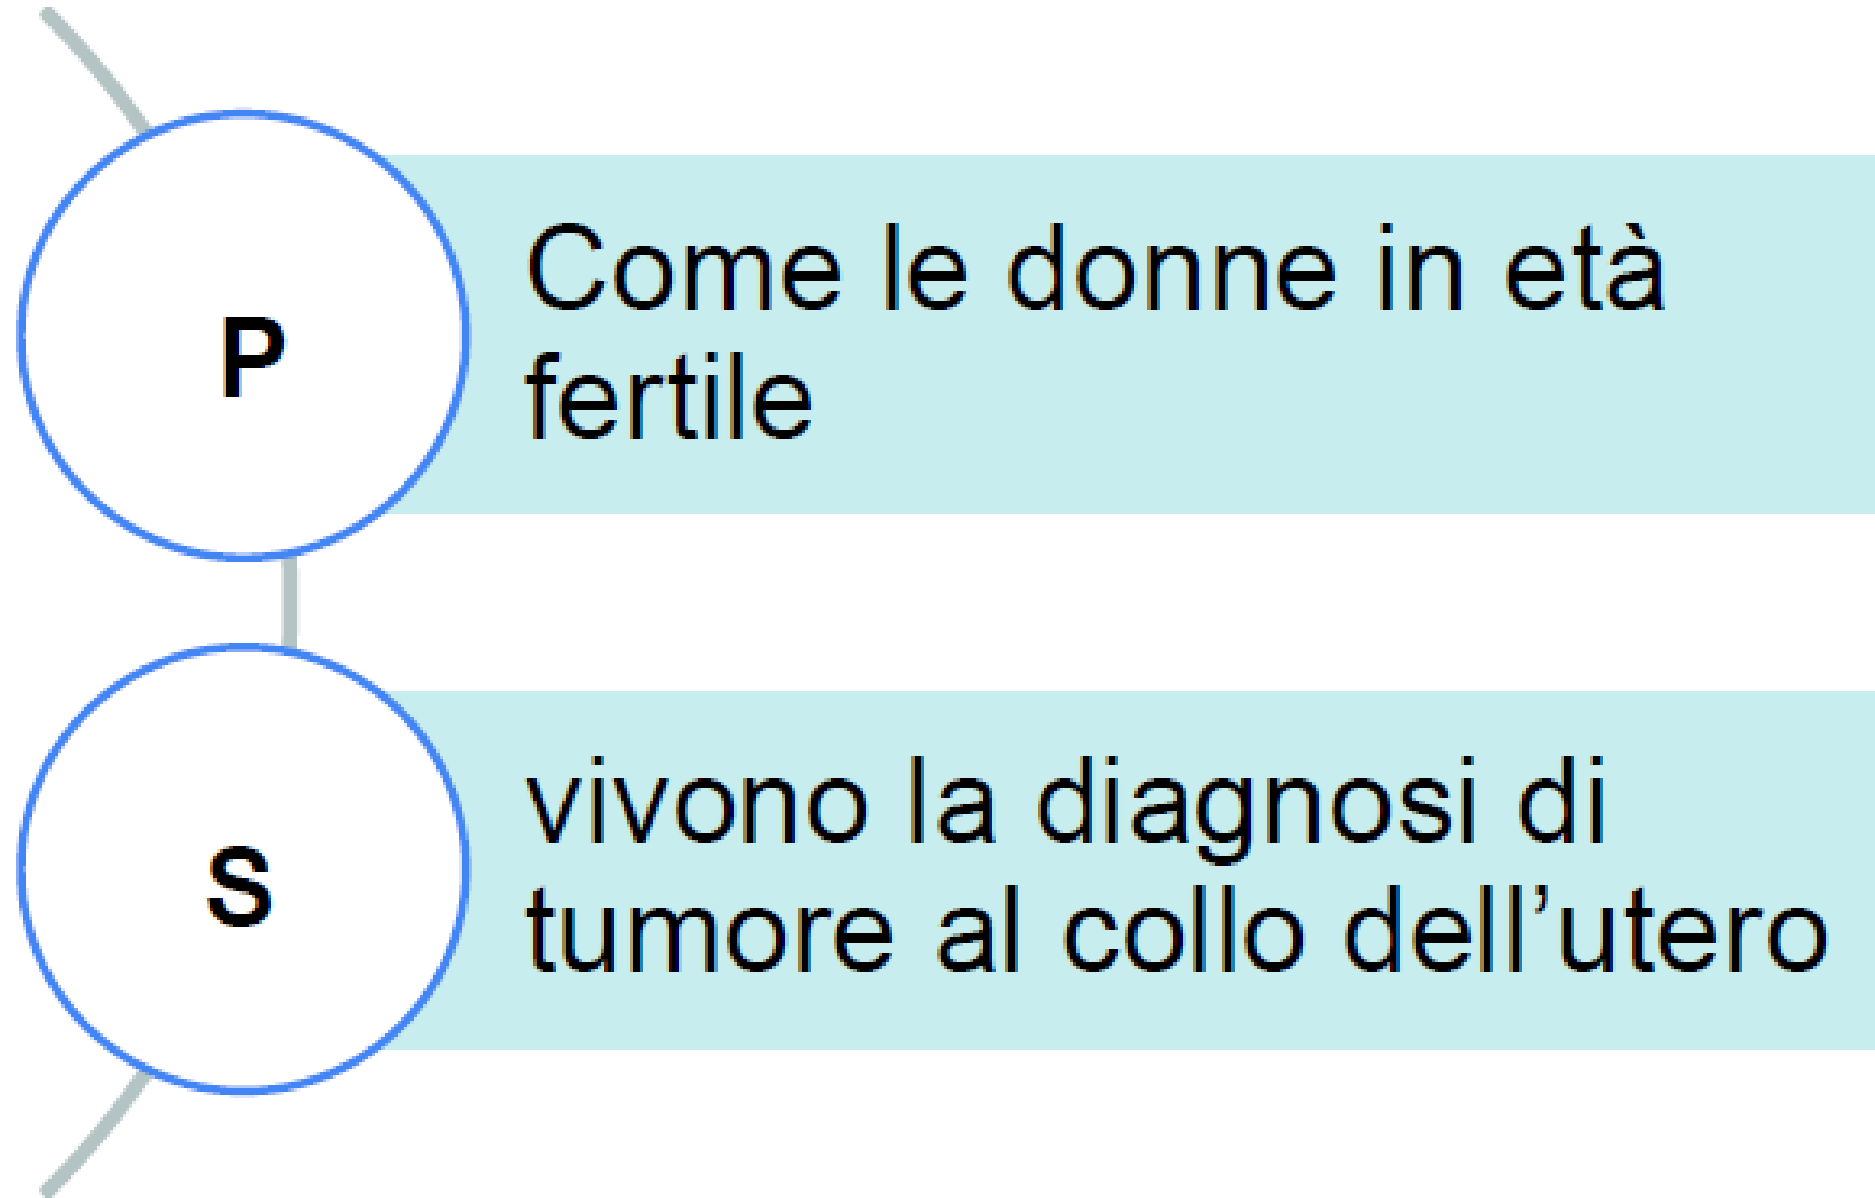 P
Come le donne in età
fertile
S
vivono la diagnosi di
tumore al collo dell’utero